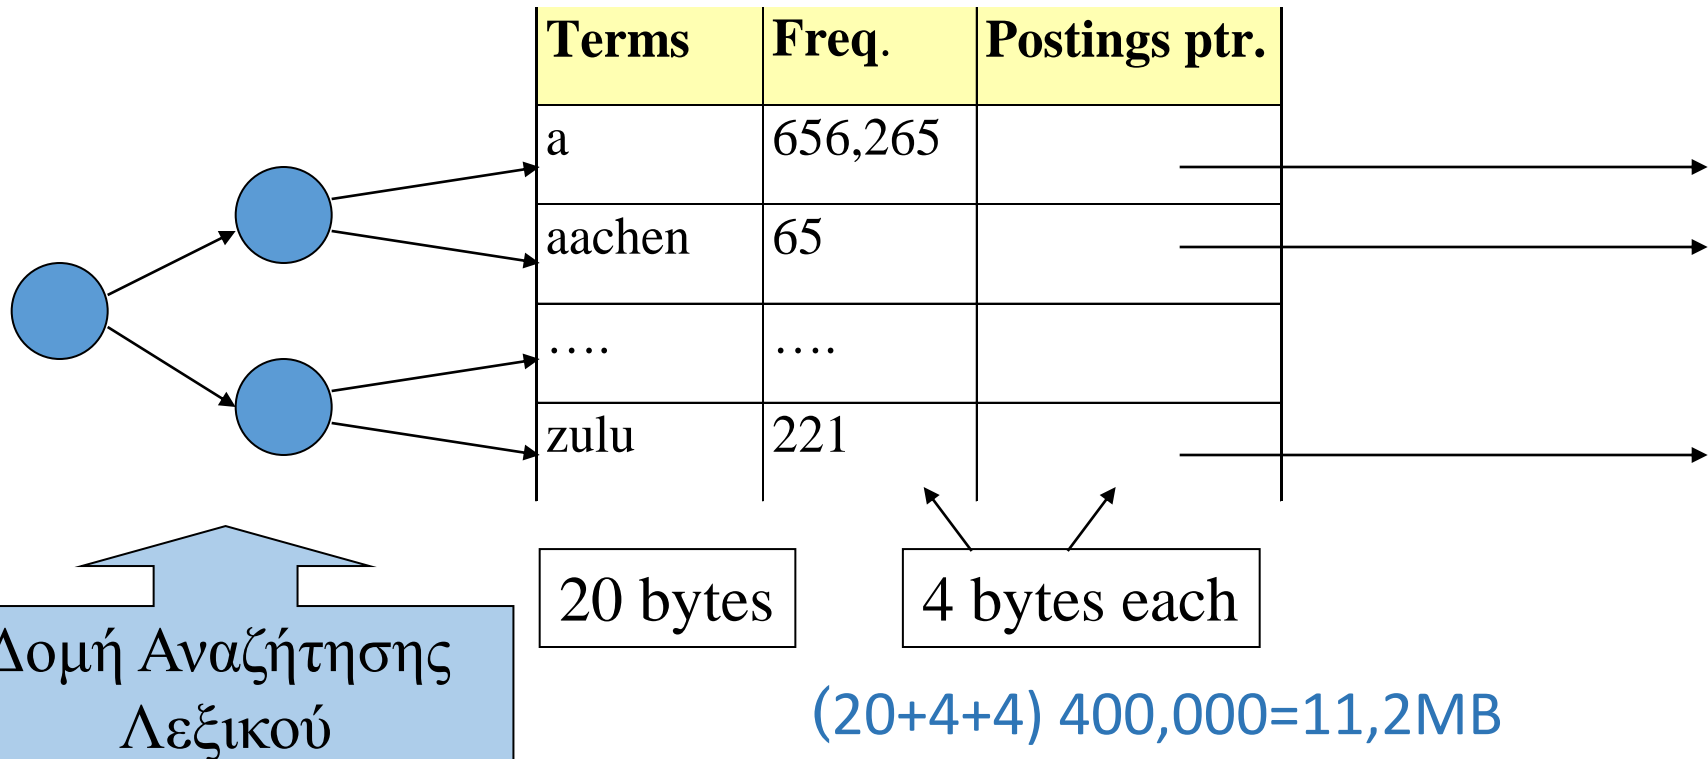 Terms Freq. Postings ptr.
a 656,265
aachen 65
…. ….
zulu 221
20 bytes 4 bytes each
Δομή Αναζήτησης
Λεξικού
(20+4+4) 400,000=11,2MB